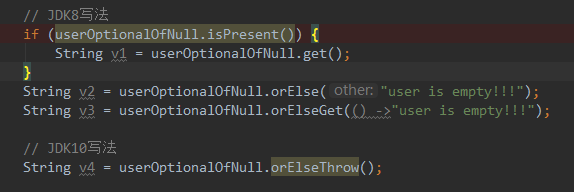 // JDK8写法
if (userOptionalOfNull.isPresent()) {
String v1 = userOptionalOfNull.get();
}
String v2 = userOptionalOfNull.orElse( other: "user is empty!!!");
String v3 = userOptionalOfNull.orElseGet(() ->"user is empty!!!");
// JDK10写法
String v4 = userOptionalOfNull.orElseThrow();